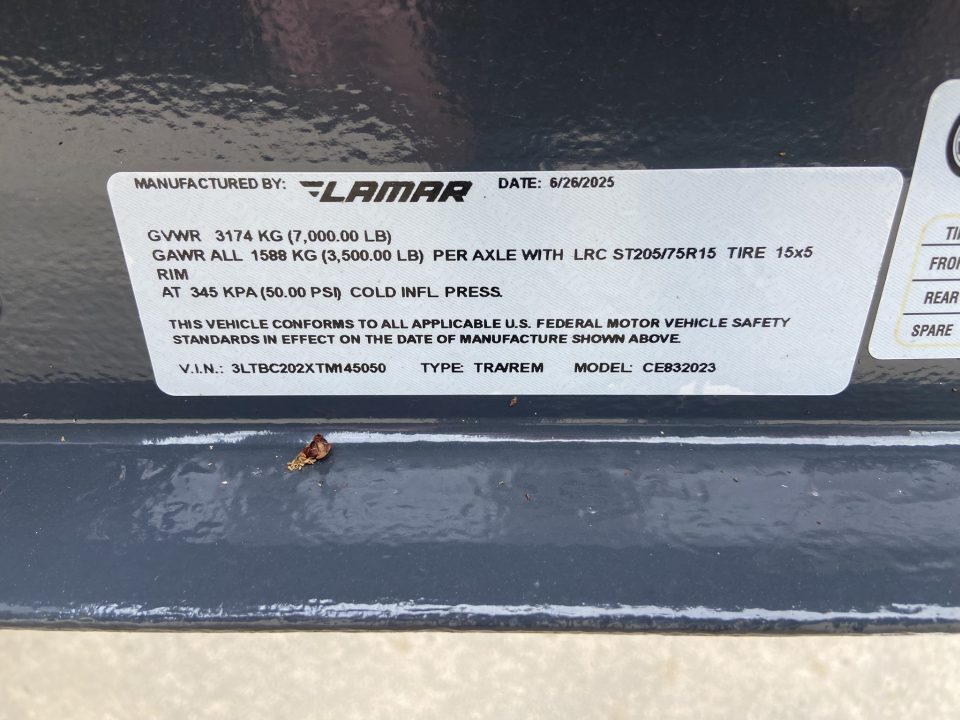 MANUFACTURED BY: LAMAR DATE: 6/26/2025
GVWR 3174 KG (7,000.00 LB)
GAWR ALL 1588 KG (3,500.00 LB) PER AXLE WITH LRC ST205/75R15 TIRE 15x5
RIM
AT 345 KPA (50.00 PSI) COLD INFL. PRESS.
THIS VEHICLE CONFORMS TO ALL APPLICABLE U.S. FEDERAL MOTOR VEHICLE SAFETY
STANDARDS IN EFFECT ON THE DATE OF MANUFACTURE SHOWN ABOVE.
V.I.N.: 3LTBC202XTM145050 TYPE: TRA/REM MODEL: CE832023
TI
FRON
REAR
SPARE